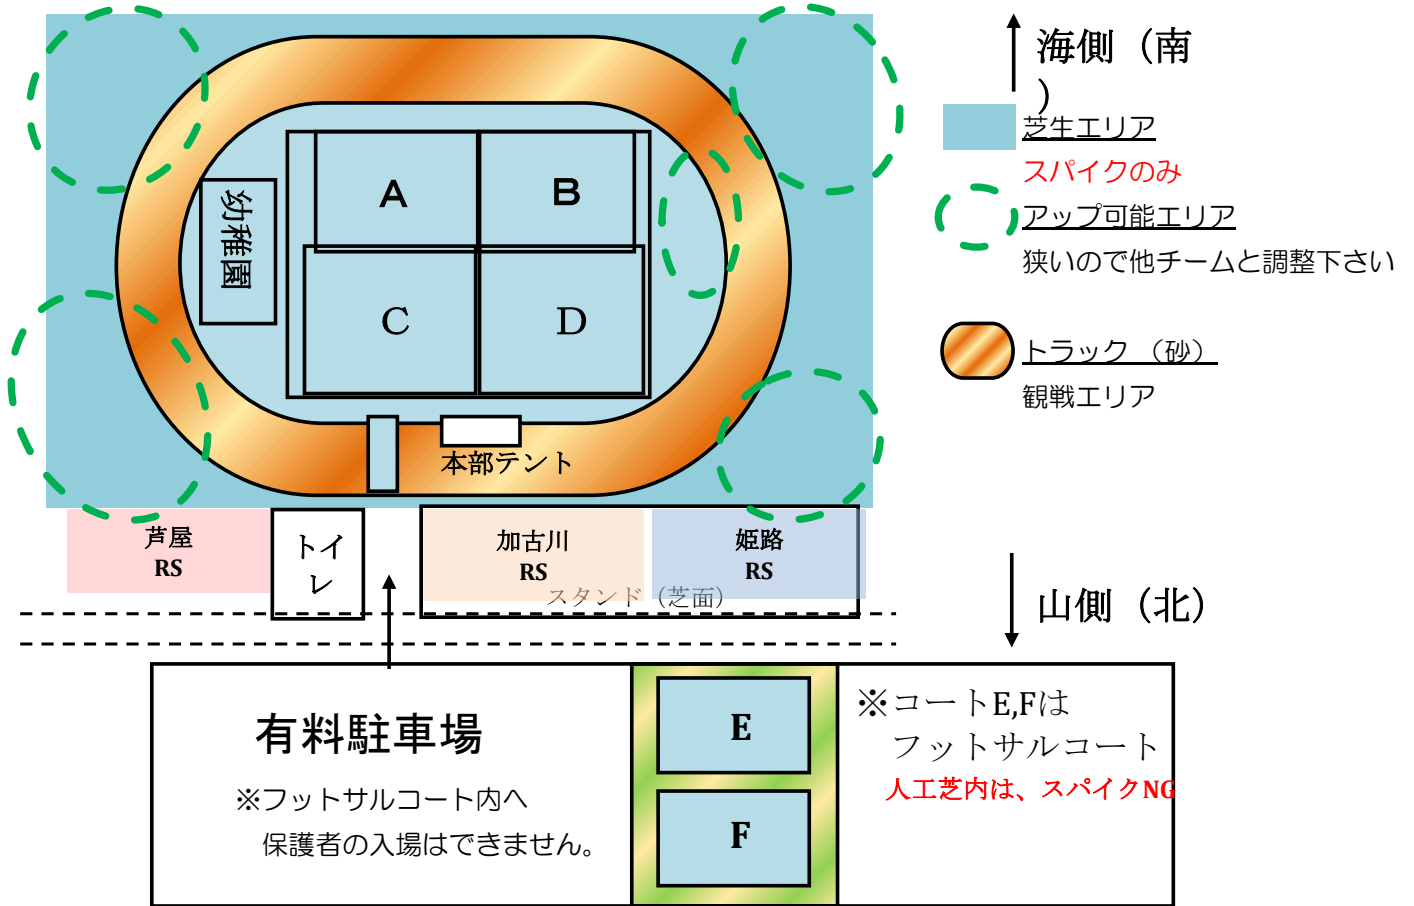 海側（南
）
芝生エリア
スパイクのみ
アップ可能エリア
狭いので他チームと調整下さい
トラック （砂）
観戦エリア
A
B
幼稚園
C
D
本部テント
芦屋
RS
トイ
レ
加古川
RS
姫路
RS
スタンド（芝面）
山側（北）
有料駐車場
※フットサルコート内へ
保護者の入場はできません。
E
F
※コートE,Fは
フットサルコート
人工芝内は、スパイクNG